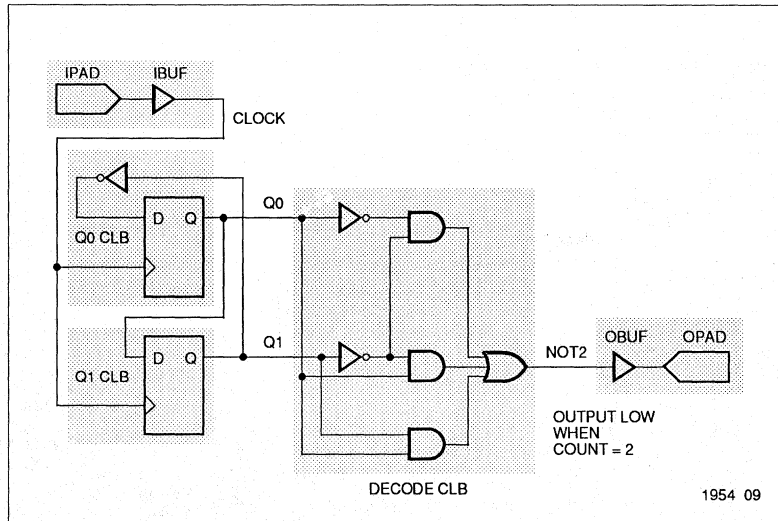 IPAD IBUF
CLOCK
D Q
Q0 CLB
Q0
D Q
Q1 CLB
Q1
NOT2
OBUF OPAD
OUTPUT LOW
WHEN
COUNT = 2
DECODE CLB
1954 09